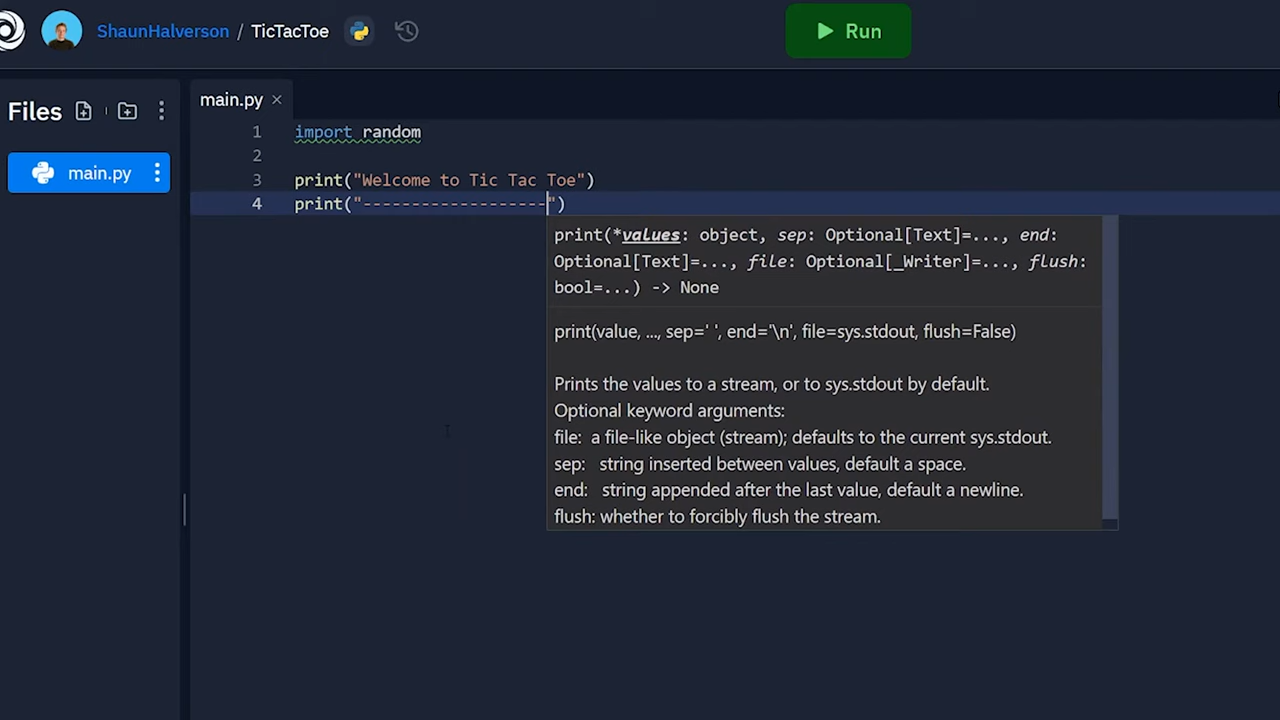 ShaunHalverson / TicTacToe
Run
Files
main.py
main.py
1 import random
2
3 print("Welcome to Tic Tac Toe")
4 print("-------------------")
print(*values: object, sep: Optional[Text]=..., end:
Optional[Text]=..., file: Optional[_Writer]=..., flush:
bool=...) -> None
print(value, ..., sep=' ', end='\n', file=sys.stdout, flush=False)
Prints the values to a stream, or to sys.stdout by default.
Optional keyword arguments:
file:  a file-like object (stream); defaults to the current sys.stdout.
sep:   string inserted between values, default a space.
end:   string appended after the last value, default a newline.
flush: whether to forcibly flush the stream.